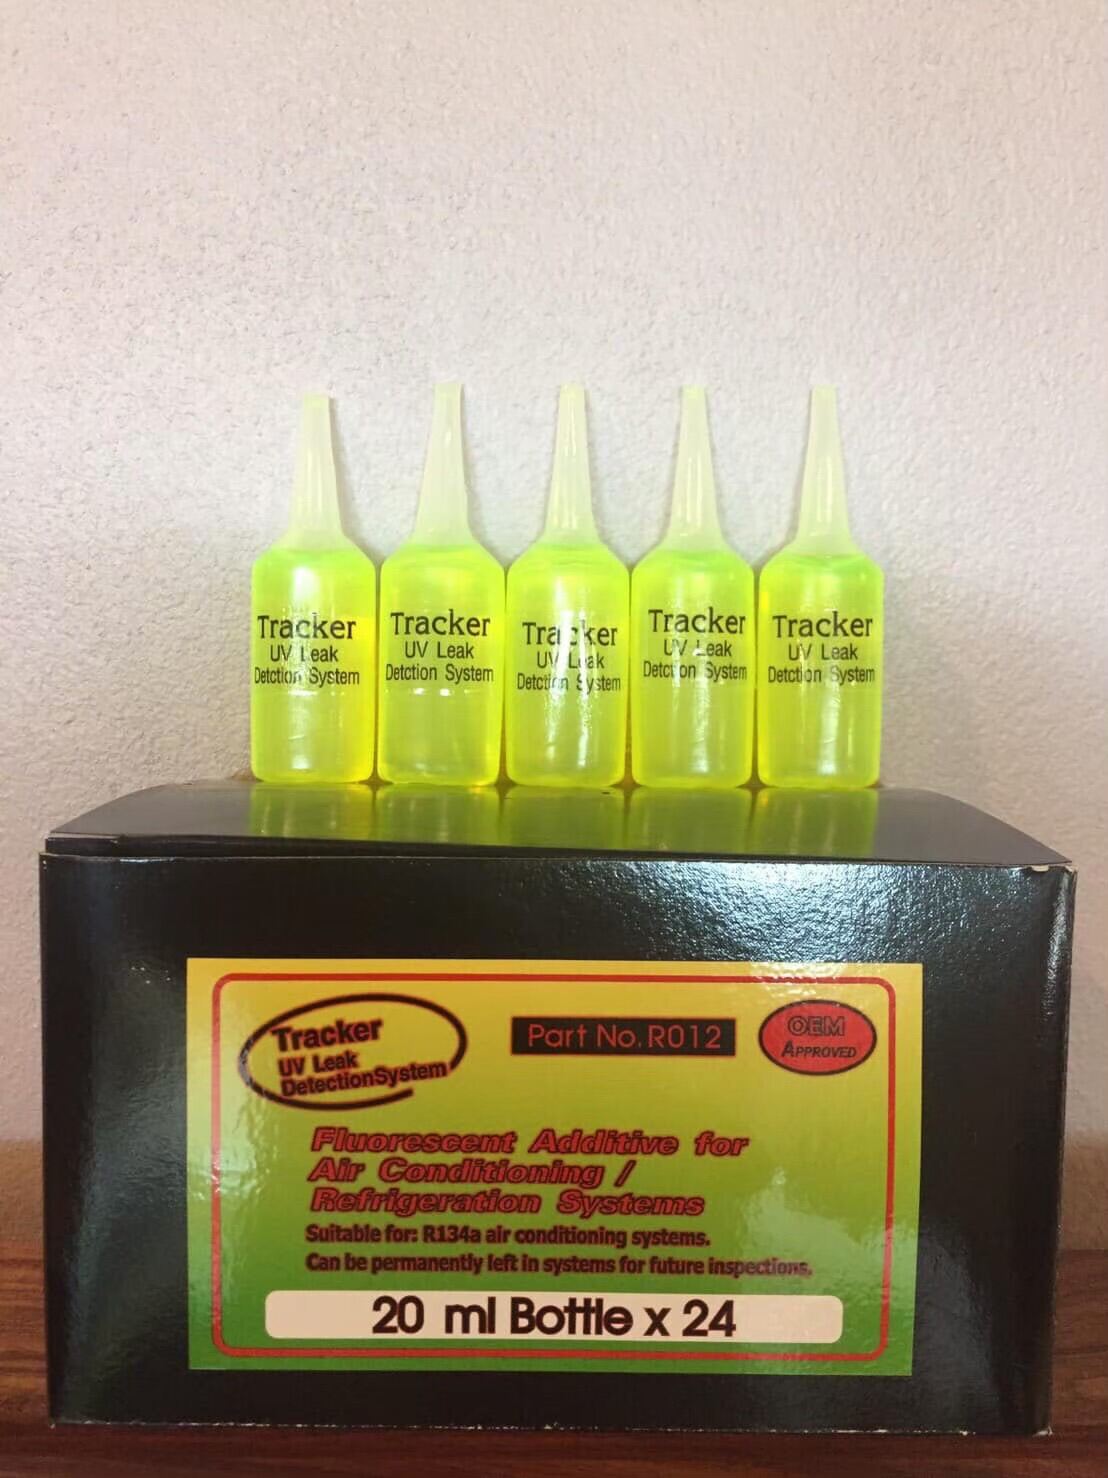 Tracker
UV Leak
Detction System
Tracker
UV Leak
Detction System
Tracker
UV Leak
Detction System
Tracker
UV Leak
Detction System
Tracker
UV Leak
Detction System
Tracker
UV Leak
DetectionSystem
Part No.R012
OEM
APPROVED
Fluorescent Additive for
Air Conditioning /
Refrigeration Systems
Suitable for: R134a air conditioning systems.
Can be permanently left in systems for future inspections.
20 ml Bottle x 24